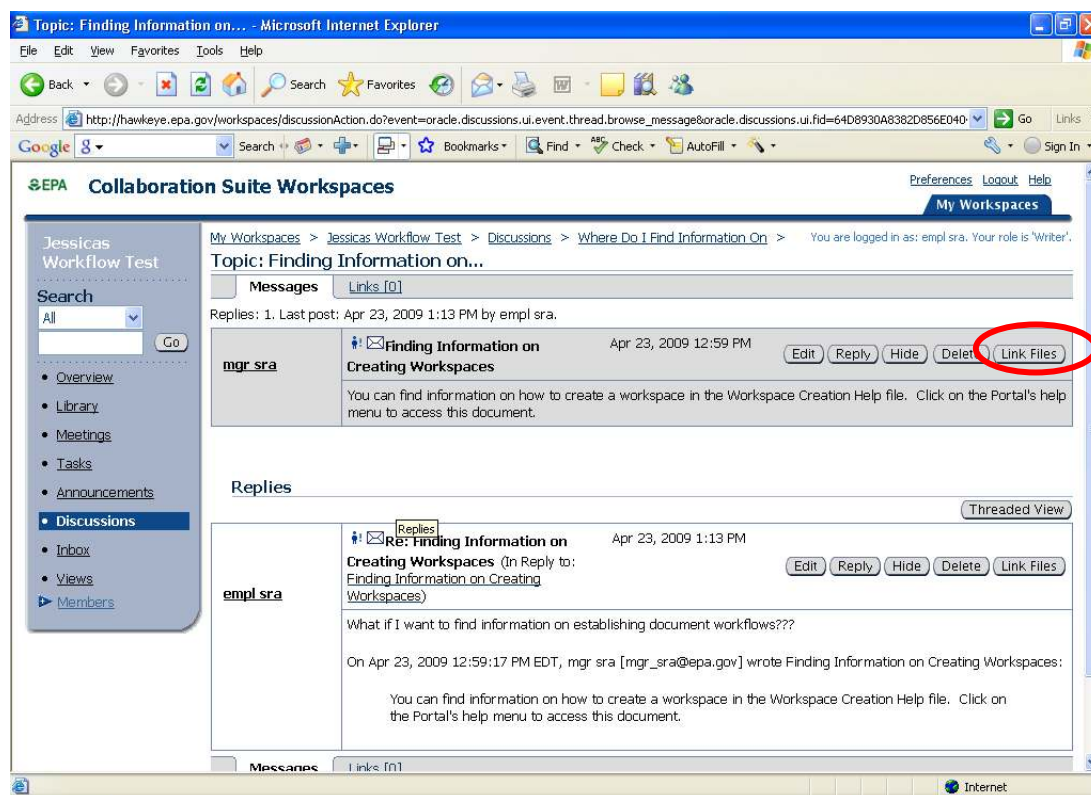 Topic: Finding Information on... - Microsoft Internet Explorer
File Edit View Favorites Tools Help
Back Search Favorites
Address http://hawkeye.epa.gov/workspaces/discussionAction.do?event=oracle.discussions.ui.event.thread.browse_message&oracle.discussions.ui.fid=64D8930A8382D856E040 Go Links
Google Search Bookmarks Find Check AutoFill Sign In
EPA Collaboration Suite Workspaces
Preferences Logout Help
My Workspaces
Jessicas
Workflow Test
Search
All
Go
Overview
Library
Meetings
Tasks
Announcements
Discussions
Inbox
Views
Members
My Workspaces > Jessicas Workflow Test > Discussions > Where Do I Find Information On > You are logged in as: empl sra. Your role is 'Writer'.
Topic: Finding Information on...
Messages Links [0]
Replies: 1. Last post: Apr 23, 2009 1:13 PM by empl sra.
mgr sra
Finding Information on Apr 23, 2009 12:59 PM
Creating Workspaces
Edit Reply Hide Delete Link Files
You can find information on how to create a workspace in the Workspace Creation Help file. Click on the Portal's help
menu to access this document.
Replies
Threaded View
Replies
empl sra
Re: Finding Information on Apr 23, 2009 1:13 PM
Creating Workspaces (In Reply to:
Finding Information on Creating
Workspaces)
Edit Reply Hide Delete Link Files
What if I want to find information on establishing document workflows???
On Apr 23, 2009 12:59:17 PM EDT, mgr sra [mgr_sra@epa.gov] wrote Finding Information on Creating Workspaces:
You can find information on how to create a workspace in the Workspace Creation Help file. Click on
the Portal's help menu to access this document.
Messages Links [0]
Internet